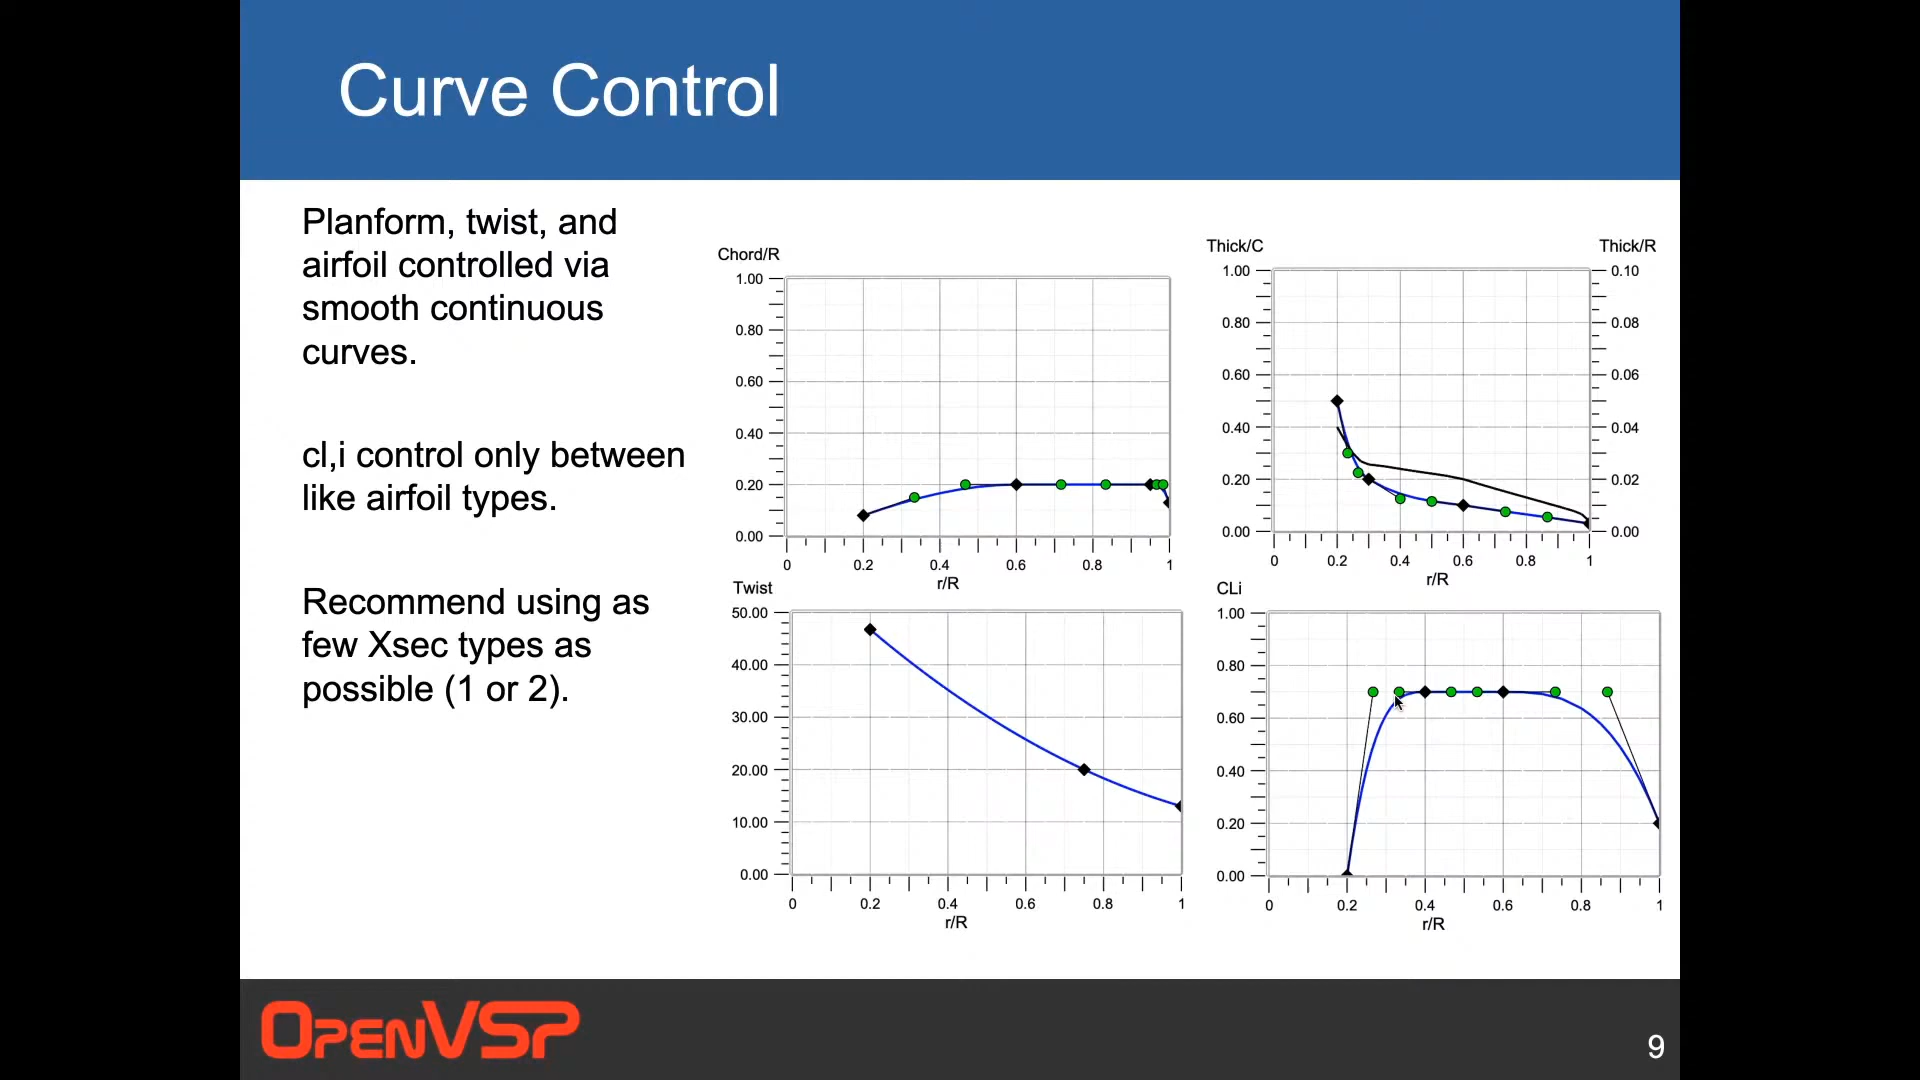 Curve Control
Planform, twist, and
airfoil controlled via
smooth continuous
curves.
cl,i control only between
like airfoil types.
Recommend using as
few Xsec types as
possible (1 or 2).
Chord/R
1.00
0.80
0.60
0.40
0.20
0.00
0 0.2 0.4 0.6 0.8 1
r/R
Thick/C Thick/R
1.00 0.10
0.80 0.08
0.60 0.06
0.40 0.04
0.20 0.02
0.00 0.00
0 0.2 0.4 0.6 0.8 1
r/R
Twist
50.00
40.00
30.00
20.00
10.00
0.00
0 0.2 0.4 0.6 0.8 1
r/R
CLi
1.00
0.80
0.60
0.40
0.20
0.00
0 0.2 0.4 0.6 0.8 1
r/R
OpenVSP
9